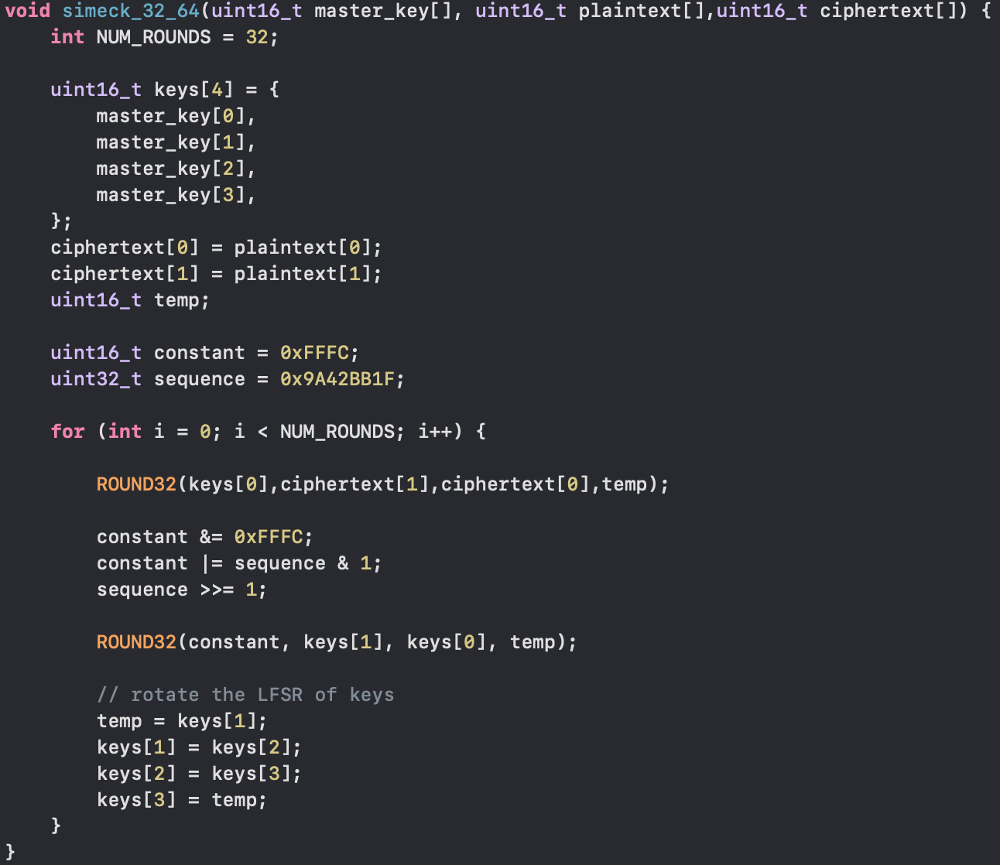 void simeck_32_64(uint16_t master_key[], uint16_t plaintext[],uint16_t ciphertext[]) {
    int NUM_ROUNDS = 32;

    uint16_t keys[4] = {
        master_key[0],
        master_key[1],
        master_key[2],
        master_key[3],
    };
    ciphertext[0] = plaintext[0];
    ciphertext[1] = plaintext[1];
    uint16_t temp;

    uint16_t constant = 0xFFFC;
    uint32_t sequence = 0x9A42BB1F;

    for (int i = 0; i < NUM_ROUNDS; i++) {

        ROUND32(keys[0],ciphertext[1],ciphertext[0],temp);

        constant &= 0xFFFC;
        constant |= sequence & 1;
        sequence >>= 1;

        ROUND32(constant, keys[1], keys[0], temp);

        // rotate the LFSR of keys
        temp = keys[1];
        keys[1] = keys[2];
        keys[2] = keys[3];
        keys[3] = temp;
    }
}